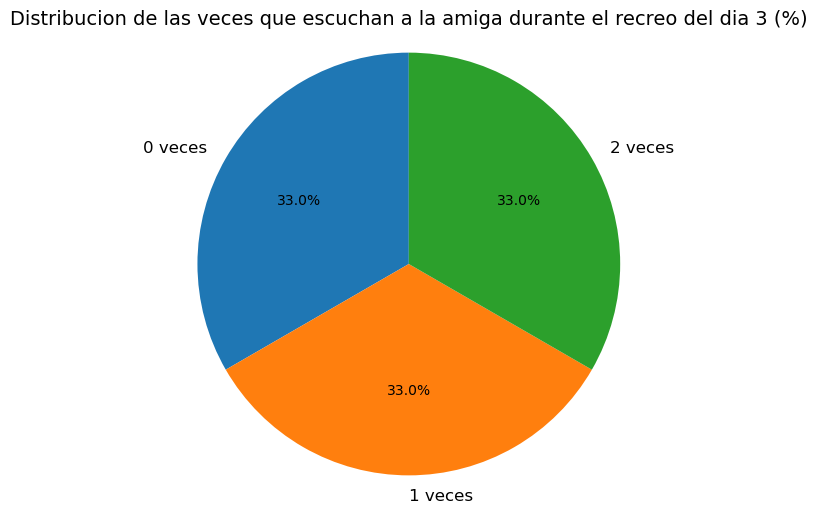 Distribucion de las veces que escuchan a la amiga durante el recreo del dia 3 (%)
0 veces
2 veces
33.0%
33.0%
33.0%
1 veces